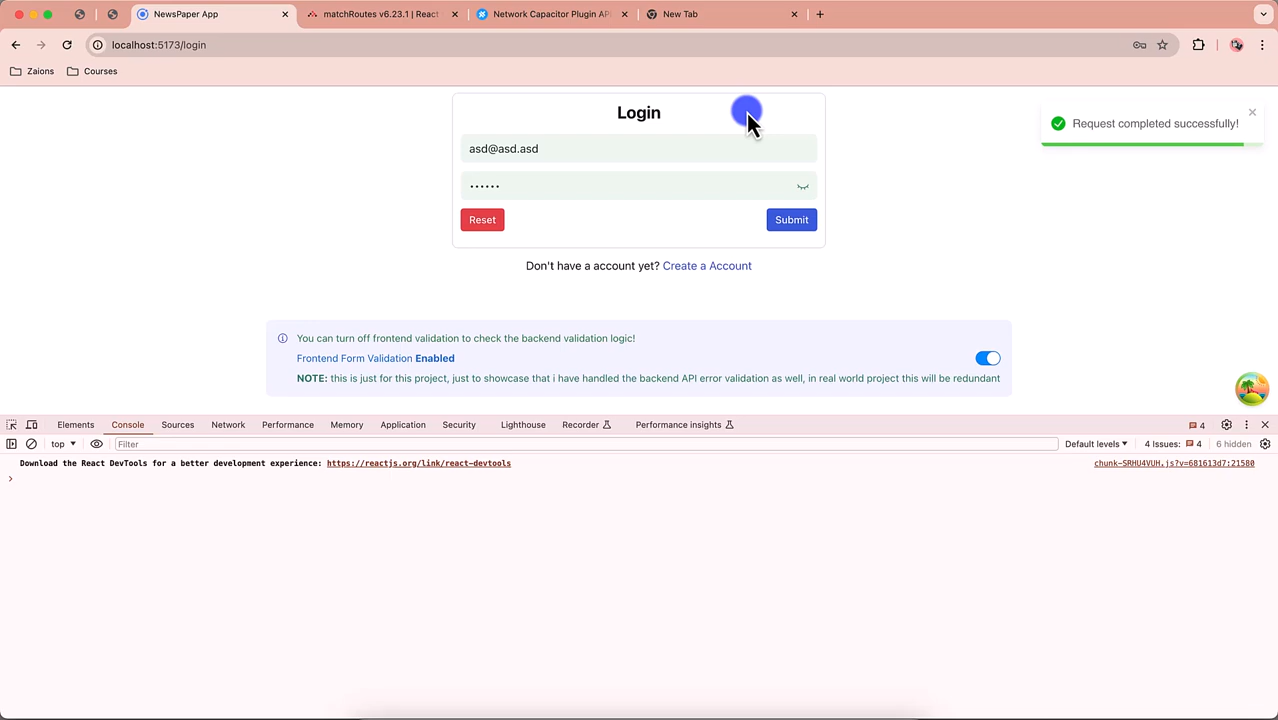 NewsPaper App
matchRoutes v6.23.1 | React
Network Capacitor Plugin API
New Tab
localhost:5173/login
Zaions
Courses
Login
Request completed successfully!
asd@asd.asd
••••••
Reset
Submit
Don't have a account yet? Create a Account
You can turn off frontend validation to check the backend validation logic!
Frontend Form Validation Enabled
NOTE: this is just for this project, just to showcase that i have handled the backend API error validation as well, in real world project this will be redundant
Elements Console Sources Network Performance Memory Application Security Lighthouse Recorder Performance insights 4
top Filter Default levels 4 Issues: 4 6 hidden
Download the React DevTools for a better development experience: https://reactjs.org/link/react-devtools chunk-SRHU4VUH.js?v=681613d7:21580